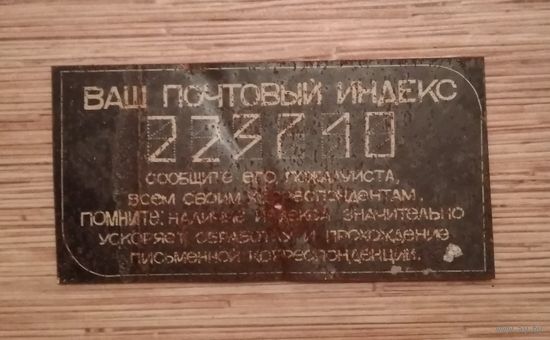 ВАШ ПОЧТОВЫЙ ИНДЕКС
223710
СООБЩИТЕ ЕГО, ПОЖАЛУЙСТА,
ВСЕМ СВОИМ КОРРЕСПОНДЕНТАМ.
ПОМНИТЕ: НАЛИЧИЕ ИНДЕКСА ЗНАЧИТЕЛЬНО
УСКОРЯЕТ ОБРАБОТКУ И ПРОХОЖДЕНИЕ
ПИСЬМЕННОЙ КОРРЕСПОНДЕНЦИИ.